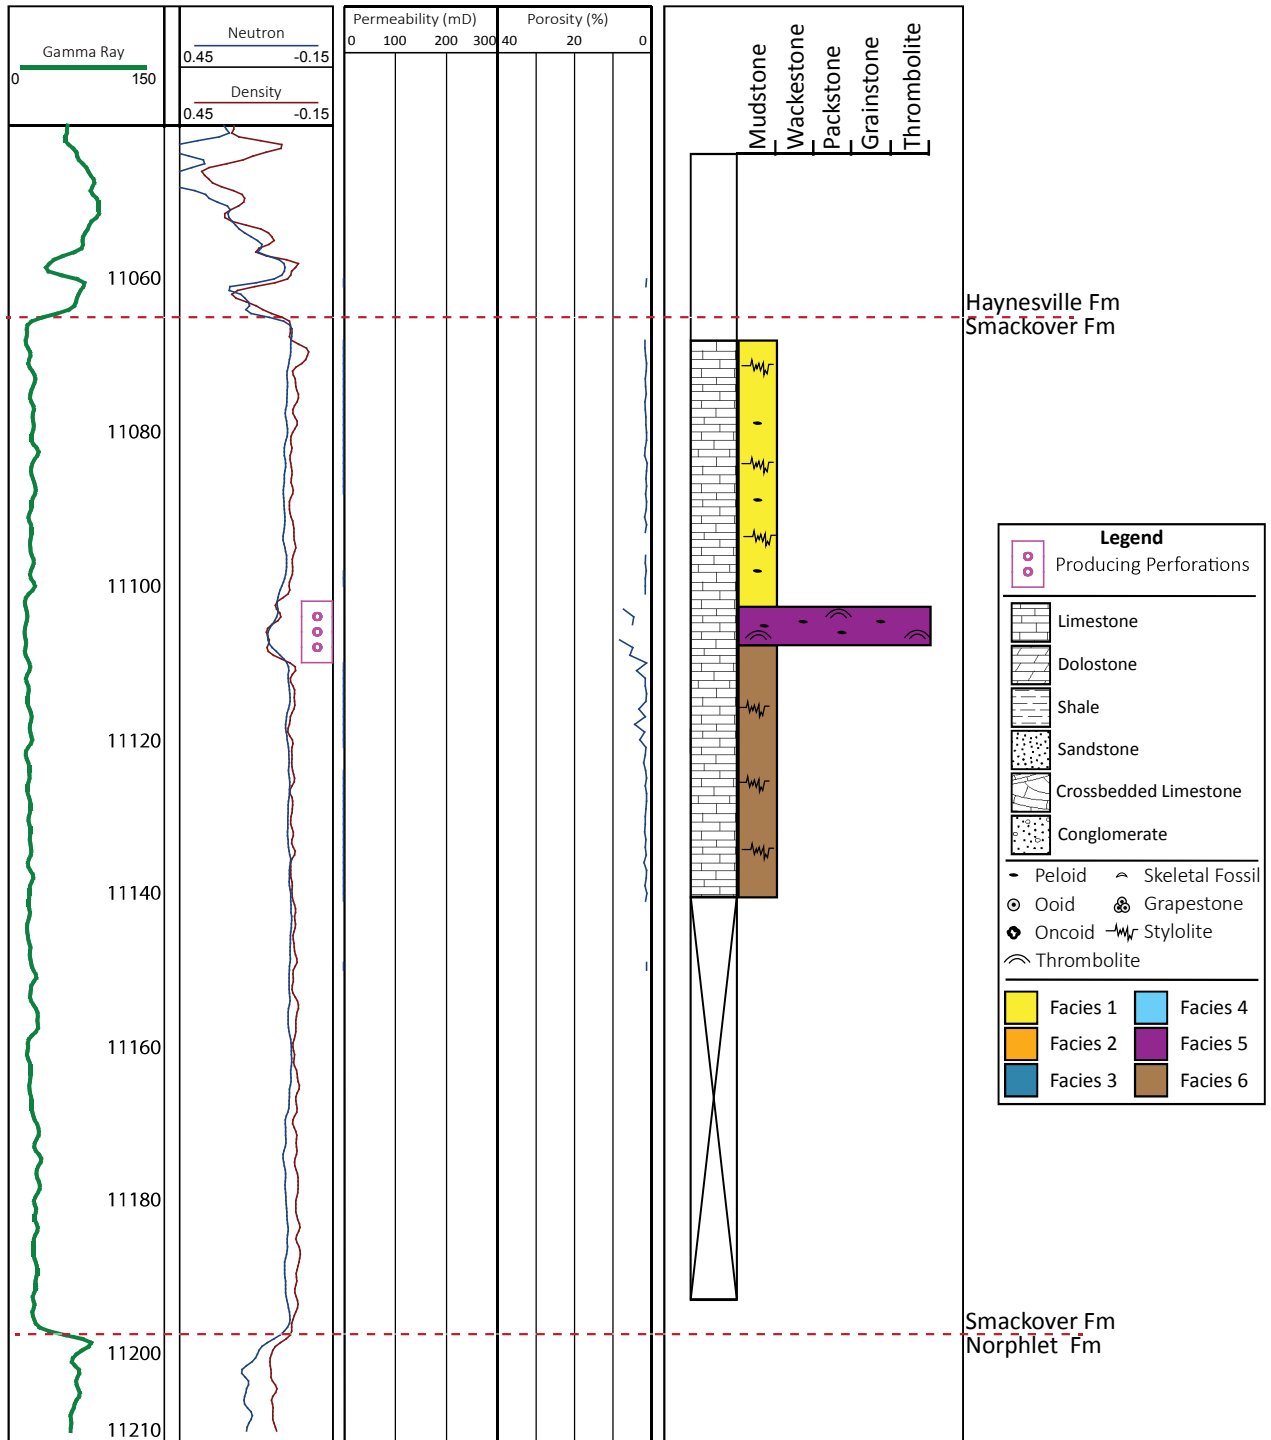 Gamma Ray
0 150
Neutron
0.45 -0.15
Density
0.45 -0.15
Permeability (mD)
0 100 200 300
Porosity (%)
40 20 0
Mudstone
Wackestone
Packstone
Grainstone
Thrombolite
11060
11080
11100
11120
11140
11160
11180
11200
11210
Haynesville Fm
Smackover Fm
Smackover Fm
Norphlet Fm
Legend
Producing Perforations
Limestone
Dolostone
Shale
Sandstone
Crossbedded Limestone
Conglomerate
Peloid Skeletal Fossil
Ooid Grapestone
Oncoid Stylolite
Thrombolite
Facies 1 Facies 4
Facies 2 Facies 5
Facies 3 Facies 6